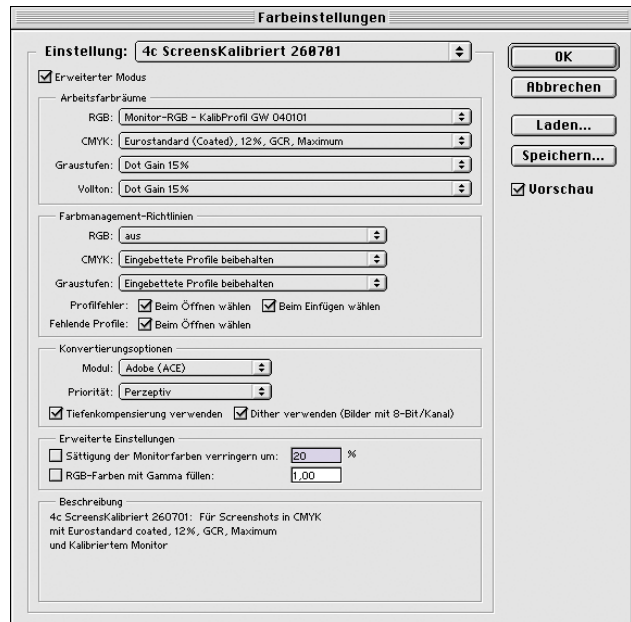 Farbeinstellungen
Einstellung: 4c ScreensKalibriert 260701
OK
Abbrechen
Laden...
Speichern...
Vorschau
Erweiterter Modus
Arbeitsfarbräume
RGB: Monitor-RGB - KalibProfil GW 040101
CMYK: Eurostandard (Coated), 12%, GCR, Maximum
Graustufen: Dot Gain 15%
Vollton: Dot Gain 15%
Farbmanagement-Richtlinien
RGB: aus
CMYK: Eingebettete Profile beibehalten
Graustufen: Eingebettete Profile beibehalten
Profilfehler: Beim Öffnen wählen Beim Einfügen wählen
Fehlende Profile: Beim Öffnen wählen
Konvertierungsoptionen
Modul: Adobe (ACE)
Priorität: Perzeptiv
Tiefenkompensierung verwenden Dither verwenden (Bilder mit 8-Bit/Kanal)
Erweiterte Einstellungen
Sättigung der Monitorfarben verringern um: 20 %
RGB-Farben mit Gamma füllen: 1,00
Beschreibung
4c ScreensKalibriert 260701: Für Screenshots in CMYK
mit Eurostandard coated, 12%, GCR, Maximum
und Kalibriertem Monitor